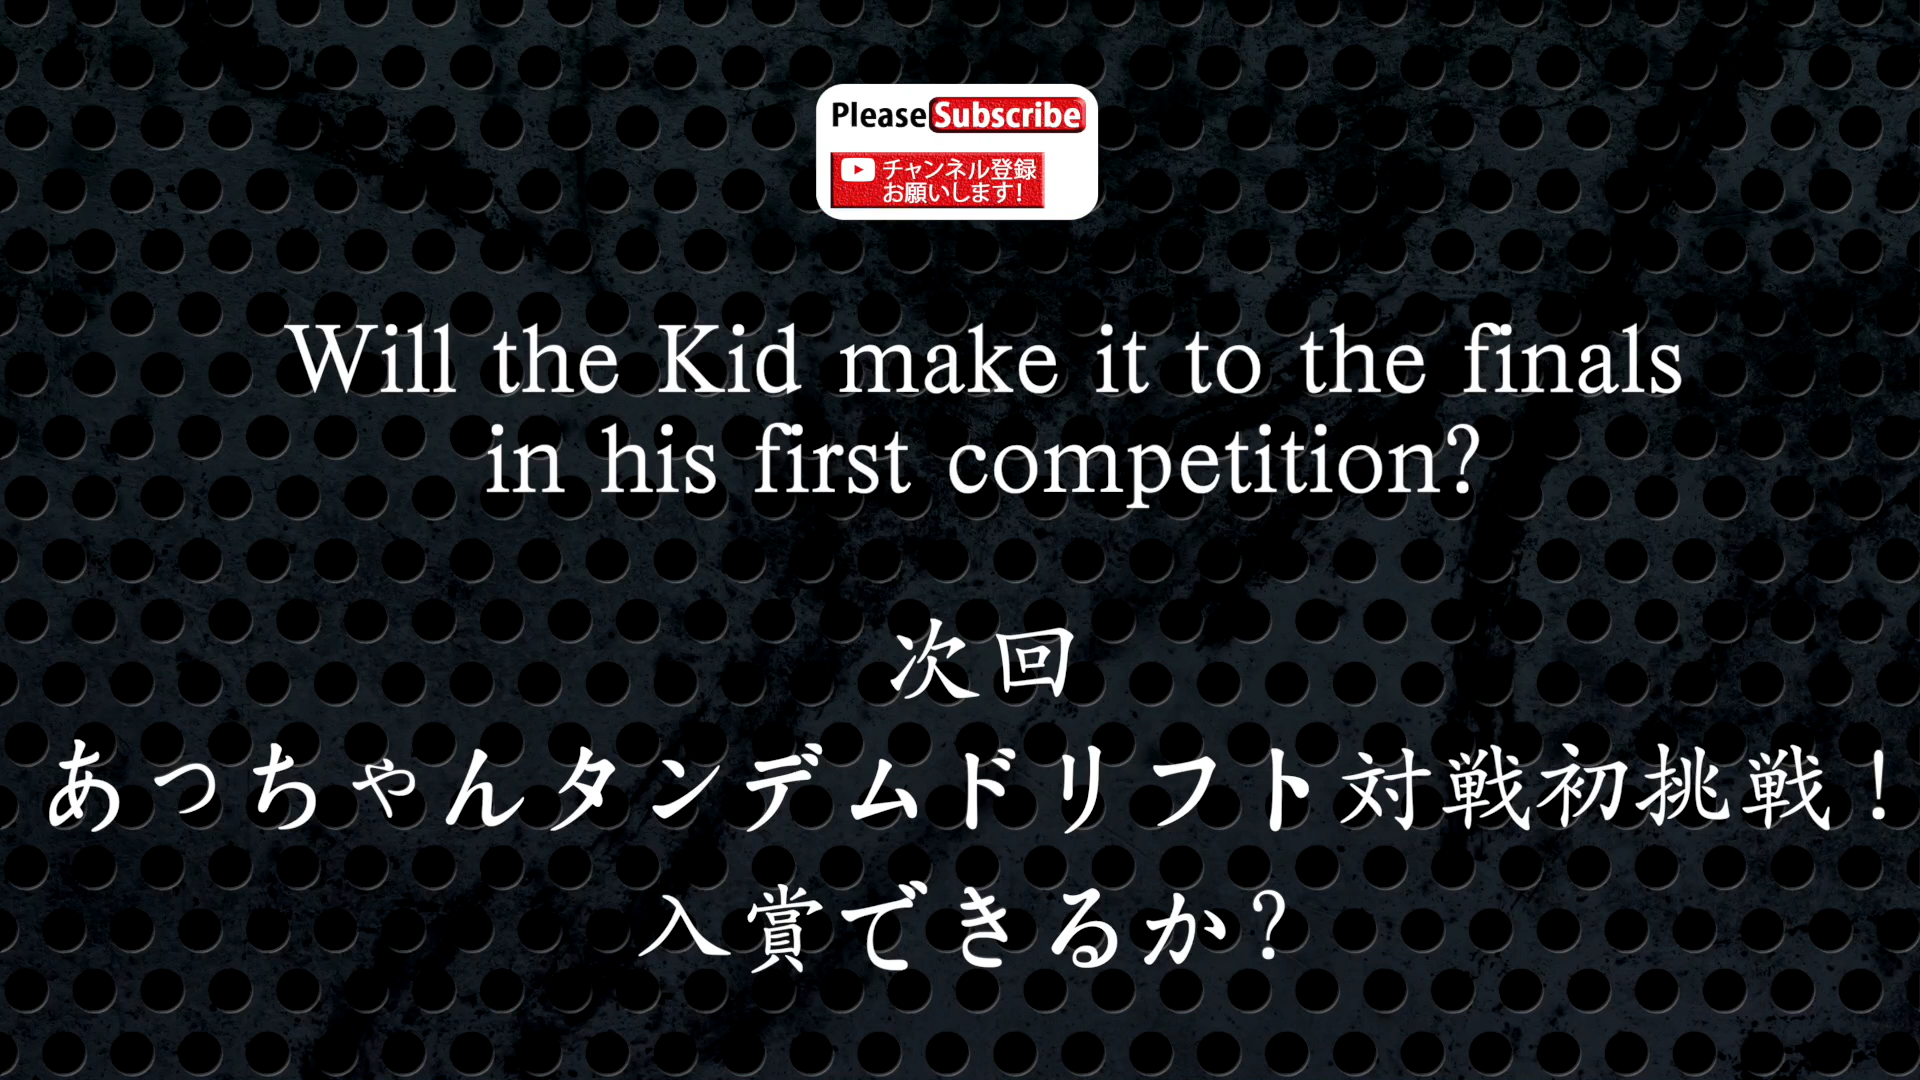 Please Subscribe
チャンネル登録
お願いします!
Will the Kid make it to the finals
in his first competition?
次回
あっちゃんタンデムドリフト対戦初挑戦！
入賞できるか？